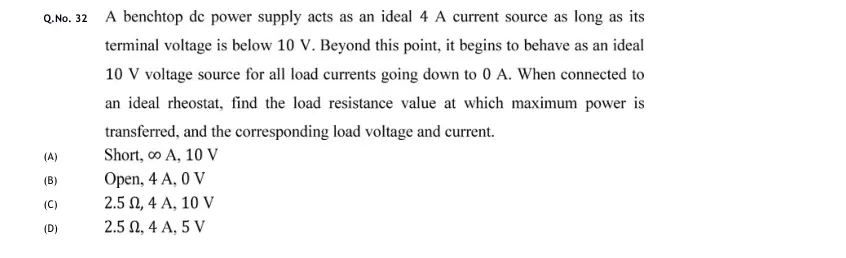 Q.No. 32 A benchtop dc power supply acts as an ideal 4 A current source as long as its
terminal voltage is below 10 V. Beyond this point, it begins to behave as an ideal
10 V voltage source for all load currents going down to 0 A. When connected to
an ideal rheostat, find the load resistance value at which maximum power is
transferred, and the corresponding load voltage and current.
(A) Short, ∞ A, 10 V
(B) Open, 4 A, 0 V
(C) 2.5 Ω, 4 A, 10 V
(D) 2.5 Ω, 4 A, 5 V